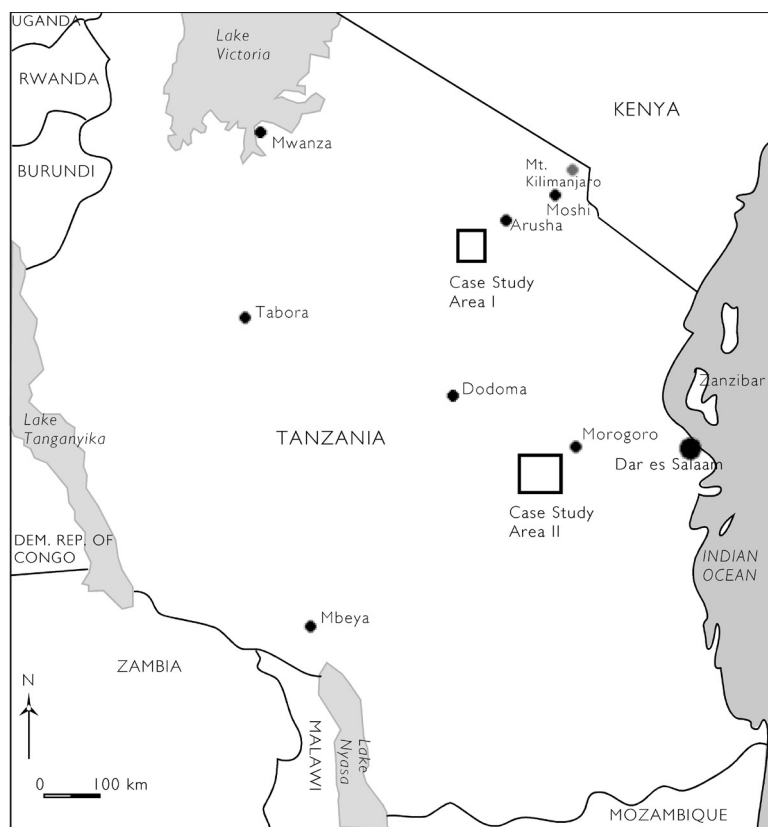 UGANDA
Lake
Victoria
RWANDA
KENYA
Mwanza
BURUNDI
Mt.
Kilimanjaro
Moshi
Arusha
Case Study
Area I
Tabora
Zanzibar
Dodoma
Lake
Tanganyika
TANZANIA
Morogoro
Dar es Salaam
Case Study
Area II
DEM. REP. OF
CONGO
INDIAN
OCEAN
Mbeya
ZAMBIA
N
MALAWI
Lake
Nyasa
0 100 km
MOZAMBIQUE